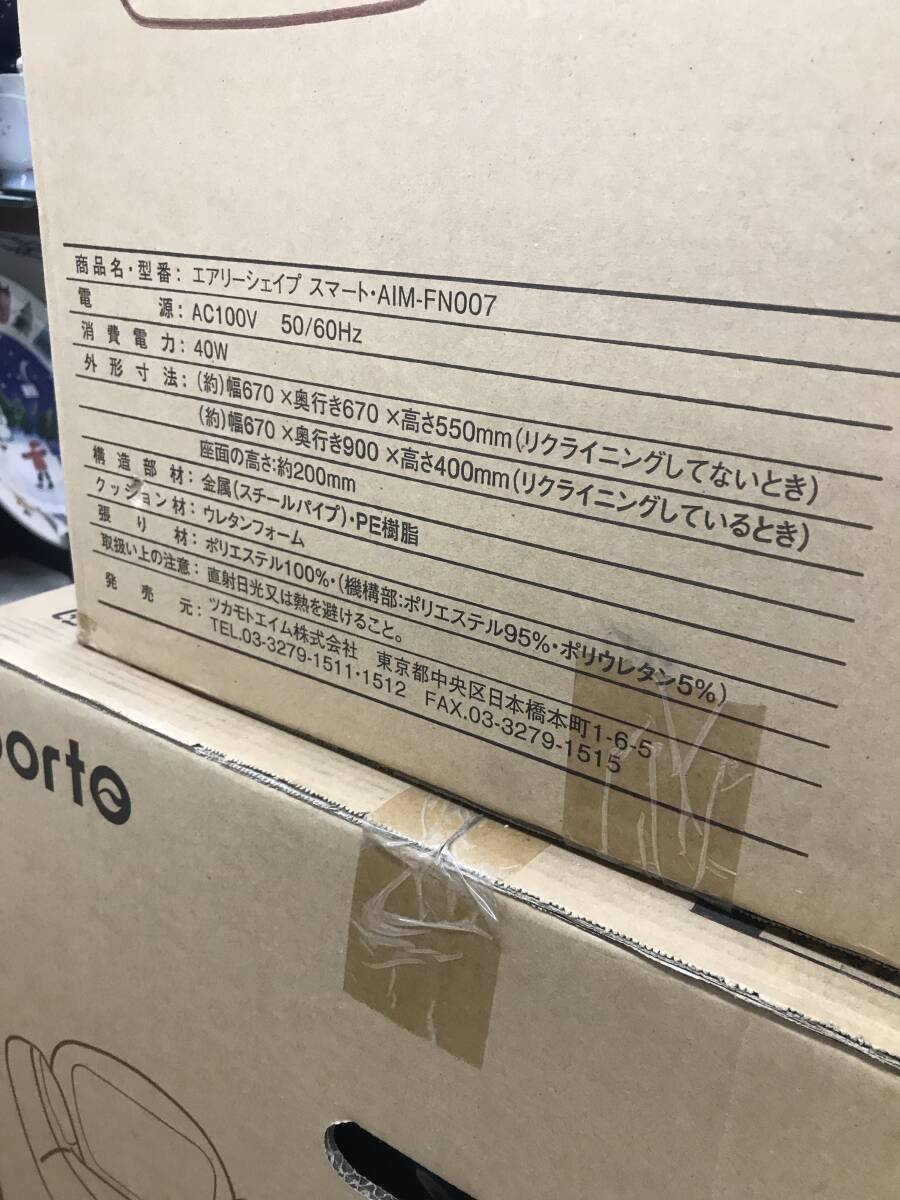 商品名・型番: エアリーシェイプ スマート・AIM-FN007
電源: AC100V 50/60Hz
消費電力: 40W
外形寸法: (約)幅670×奥行き670×高さ550mm(リクライニングしてないとき)
(約)幅670×奥行き900×高さ400mm(リクライニングしているとき)
座面の高さ:約200mm
構造部材: 金属(スチールパイプ)・PE樹脂
クッション材: ウレタンフォーム
張り材: ポリエステル100%・(機構部:ポリエステル95%・ポリウレタン5%)
取扱い上の注意: 直射日光又は熱を避けること。
発売元: ツカモトエイム株式会社 東京都中央区日本橋本町1-6-5
TEL.03-3279-1511・1512 FAX.03-3279-1515